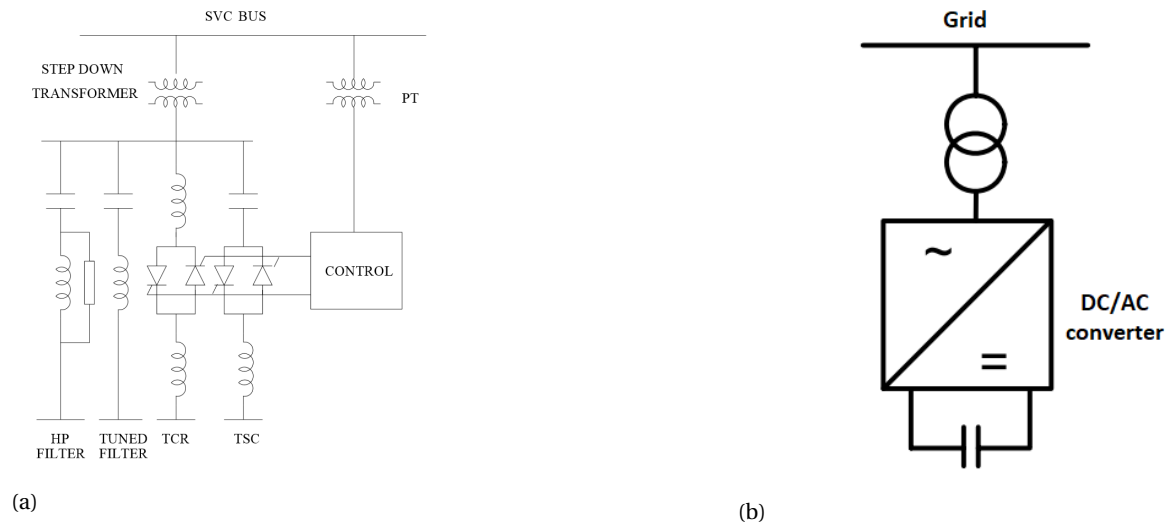 SVC BUS
STEP DOWN
TRANSFORMER
PT
CONTROL
HP
FILTER
TUNED
FILTER
TCR
TSC
(a)
Grid
~
=
DC/AC
converter
(b)